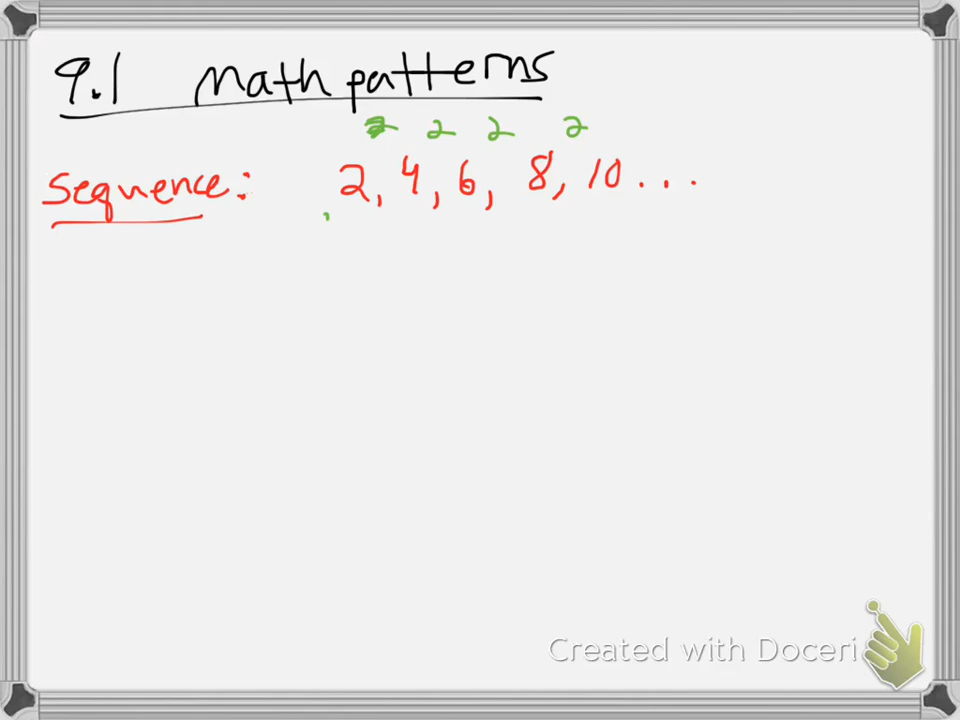 9.1 Math patterns
2 2 2 2
Sequence: 2, 4, 6, 8, 10 ...
Created with Doceri